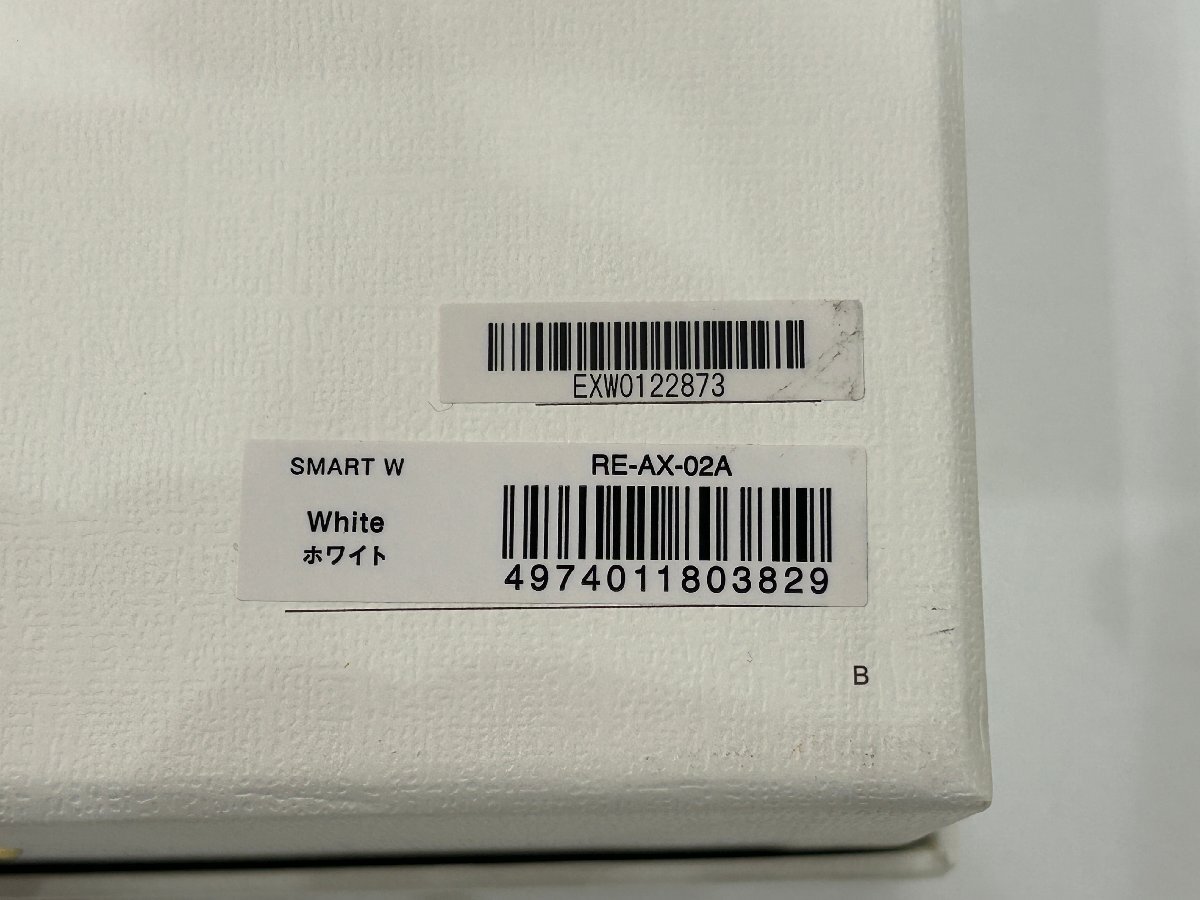 EXW0122873
SMART W
RE-AX-02A
White
ホワイト
4974011803829
B